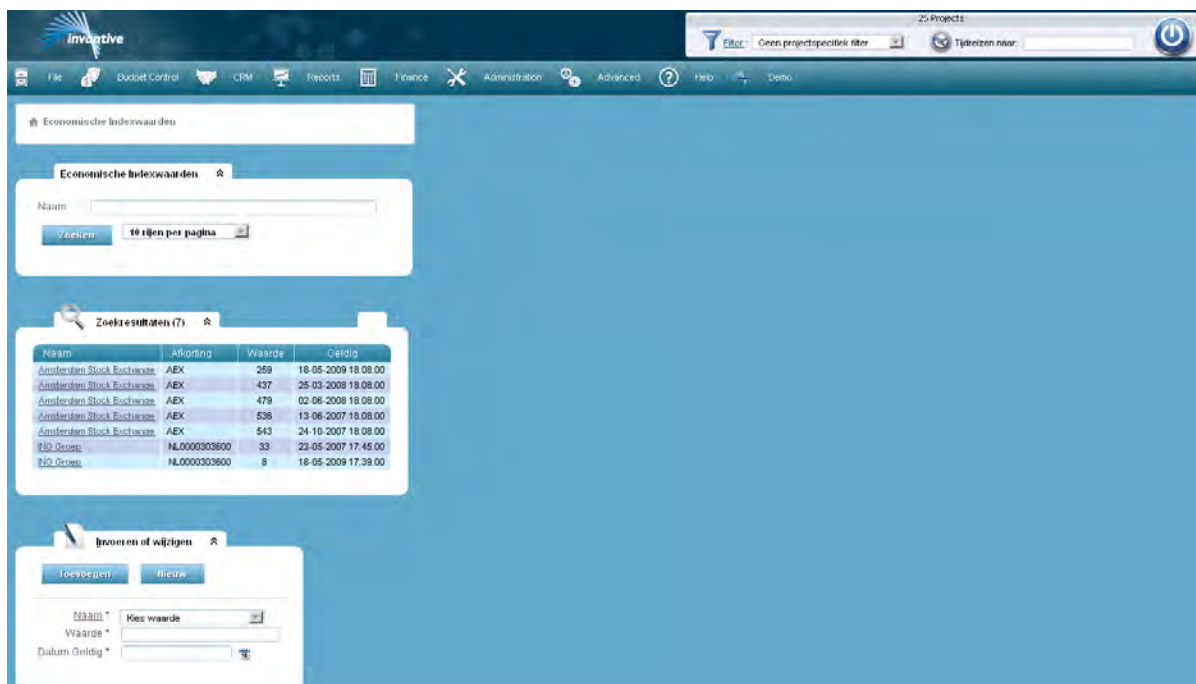 invantive
25 Projects
Filter: Geen projectspecifiek filter
Tijdreizen naar:
File Budget Control CRM Reports Finance Administration Advanced Help Demo
Economische Indexwaarden
Economische Indexwaarden
Naam
Zoeken 10 rijen per pagina
Zoekresultaten (7)
Naam Afkorting Waarde Geldig
Amsterdam Stock Exchange AEX 259 18-05-2009 18:08:00
Amsterdam Stock Exchange AEX 437 25-03-2008 18:08:00
Amsterdam Stock Exchange AEX 479 02-06-2008 18:08:00
Amsterdam Stock Exchange AEX 536 13-06-2007 18:08:00
Amsterdam Stock Exchange AEX 543 24-10-2007 18:08:00
ING Groep NL0000303600 33 23-05-2007 17:45:00
ING Groep NL0000303600 8 18-05-2009 17:39:00
Invoeren of wijzigen
Toevoegen Nieuw
Naam * Kies waarde
Waarde *
Datum Geldig *